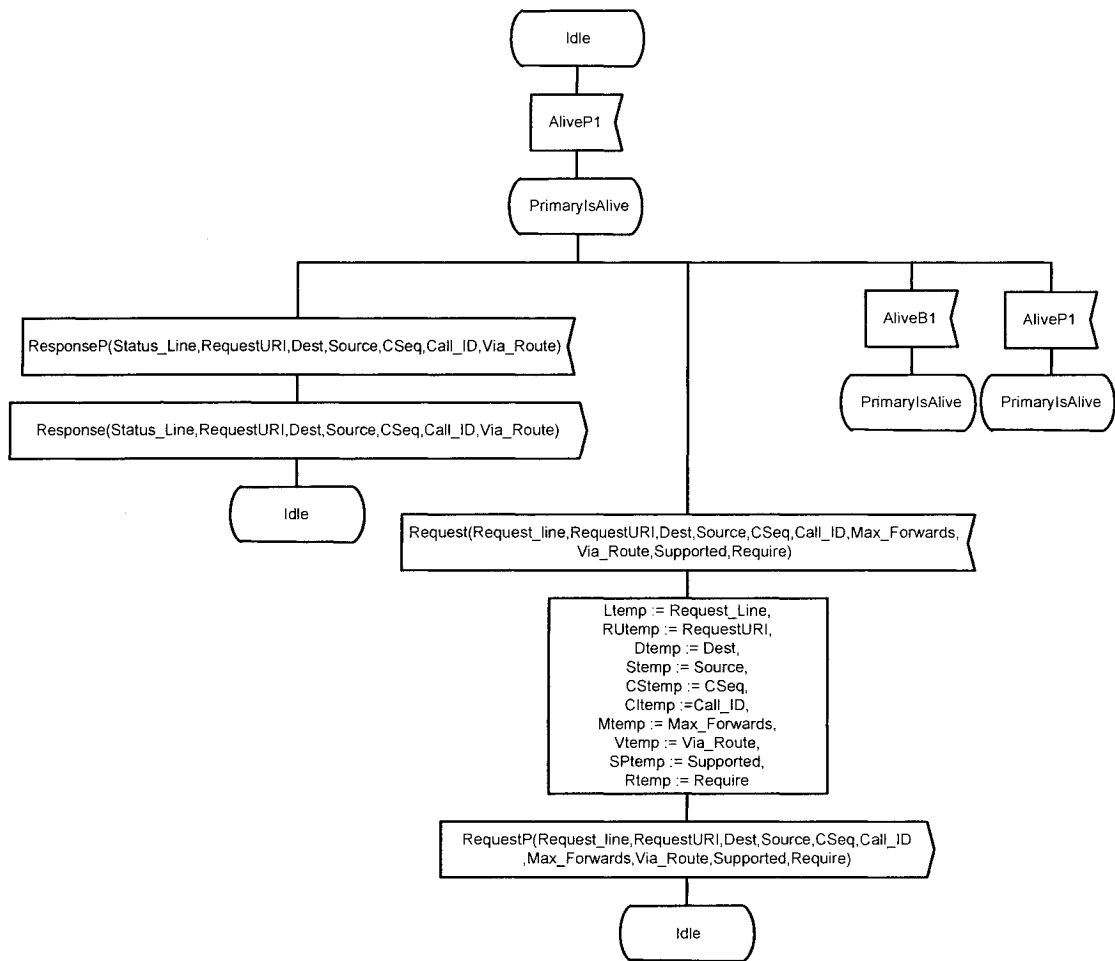 Idle
AliveP1
PrimaryIsAlive
AliveB1
AliveP1
ResponseP(Status_Line,RequestURI,Dest,Source,CSeq,Call_ID,Via_Route)
PrimaryIsAlive
PrimaryIsAlive
Response(Status_Line,RequestURI,Dest,Source,CSeq,Call_ID,Via_Route)
Idle
Request(Request_line,RequestURI,Dest,Source,CSeq,Call_ID,Max_Forwards,
Via_Route,Supported,Require)
Ltemp := Request_Line,
RUtemp := RequestURI,
Dtemp := Dest,
Stemp := Source,
CStemp := CSeq,
CItemp :=Call_ID,
Mtemp := Max_Forwards,
Vtemp := Via_Route,
SPtemp := Supported,
Rtemp := Require
RequestP(Request_line,RequestURI,Dest,Source,CSeq,Call_ID
,Max_Forwards,Via_Route,Supported,Require)
Idle